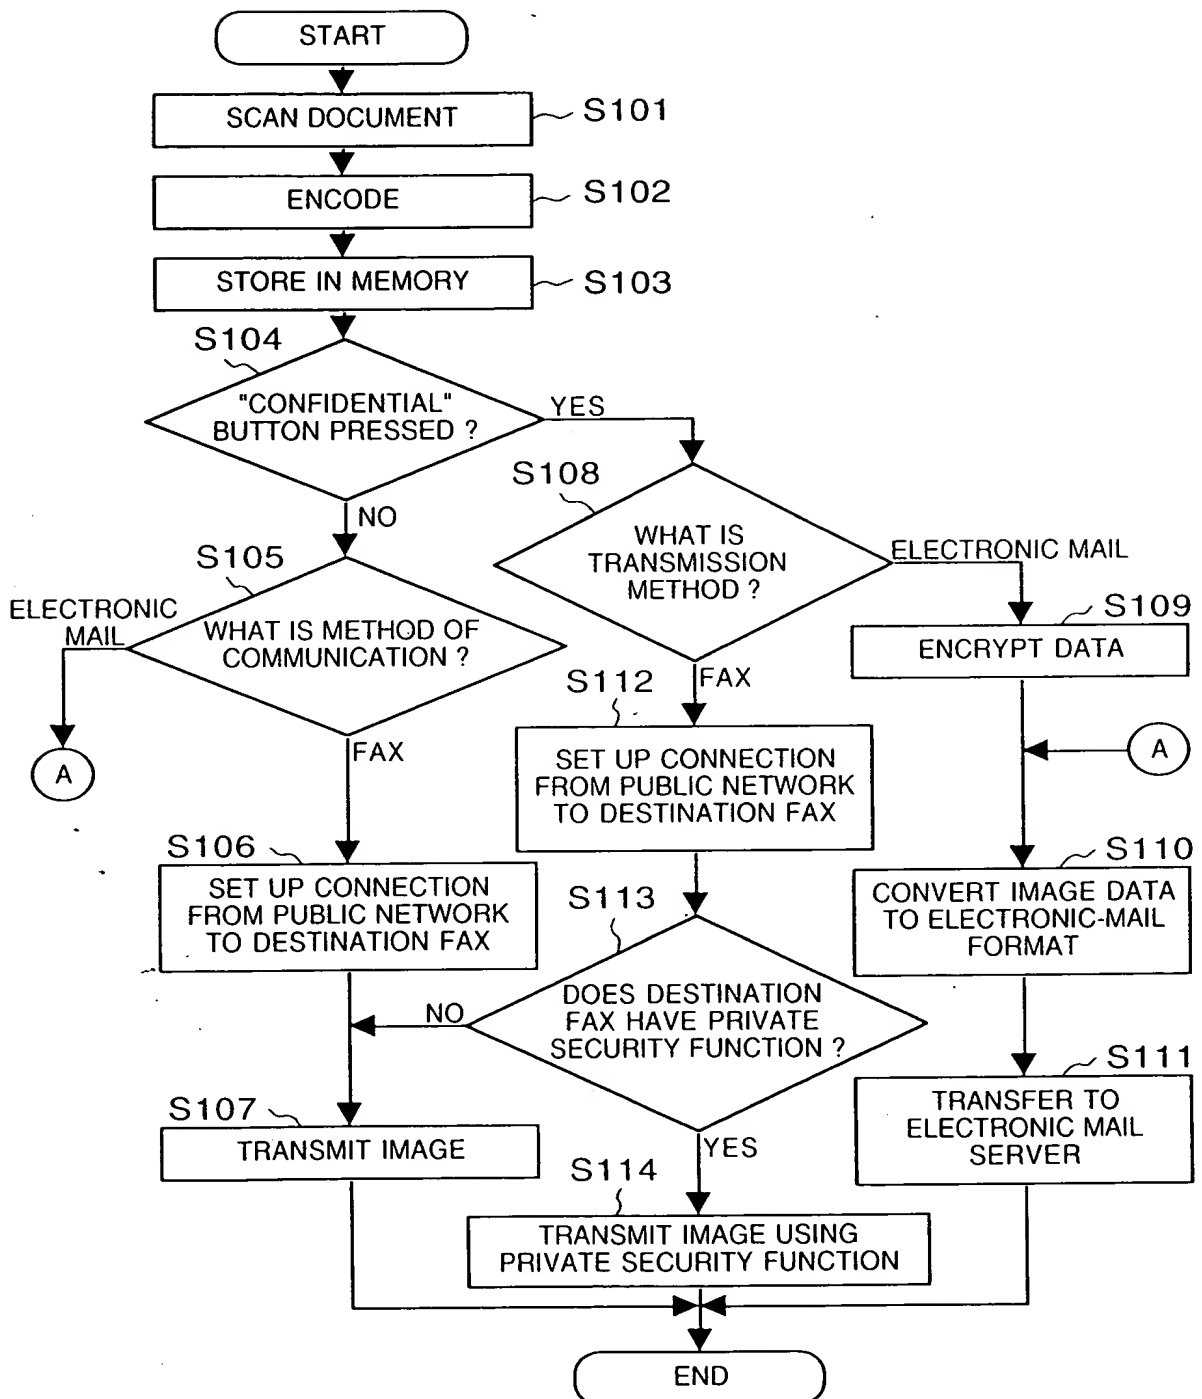 START
SCAN DOCUMENT
S101
ENCODE
S102
STORE IN MEMORY
S103
S104
"CONFIDENTIAL"
BUTTON PRESSED ?
YES
NO
S108
WHAT IS
TRANSMISSION
METHOD ?
ELECTRONIC MAIL
FAX
S105
WHAT IS METHOD OF
COMMUNICATION ?
ELECTRONIC
MAIL
A
FAX
S109
ENCRYPT DATA
A
S112
SET UP CONNECTION
FROM PUBLIC NETWORK
TO DESTINATION FAX
S106
SET UP CONNECTION
FROM PUBLIC NETWORK
TO DESTINATION FAX
S110
CONVERT IMAGE DATA
TO ELECTRONIC-MAIL
FORMAT
S113
DOES DESTINATION
FAX HAVE PRIVATE
SECURITY FUNCTION ?
NO
YES
S107
TRANSMIT IMAGE
S111
TRANSFER TO
ELECTRONIC MAIL
SERVER
S114
TRANSMIT IMAGE USING
PRIVATE SECURITY FUNCTION
END